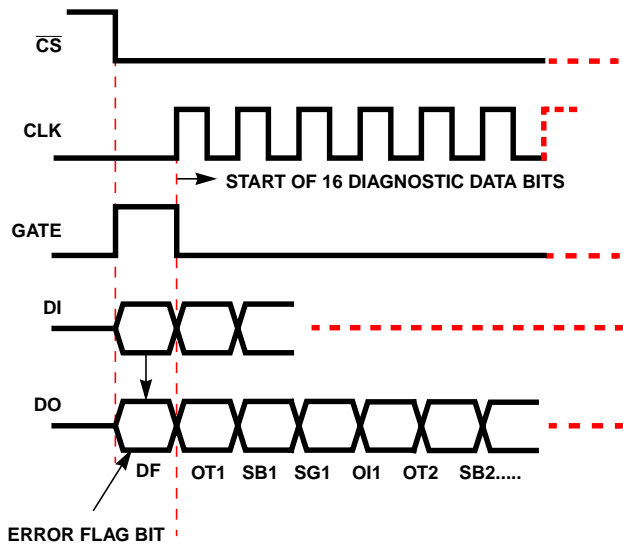 CS
CLK
START OF 16 DIAGNOSTIC DATA BITS
GATE
DI
DO
DF OT1 SB1 SG1 OI1 OT2 SB2.....
ERROR FLAG BIT